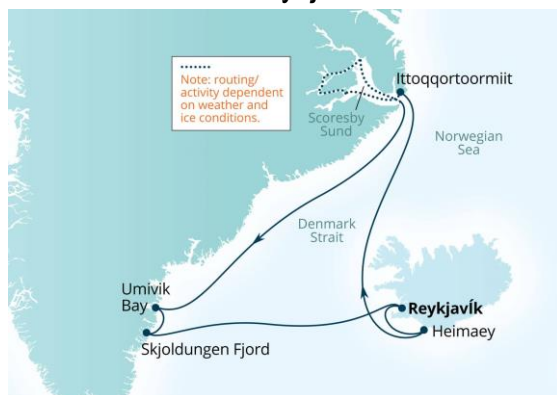 Note: routing/
activity dependent
on weather and
ice conditions.
Ittoqqortoormiit
Scoresby
Sund
Norwegian
Sea
Denmark
Strait
Umivik
Bay
Reykjavík
Heimaey
Skjoldungen Fjord